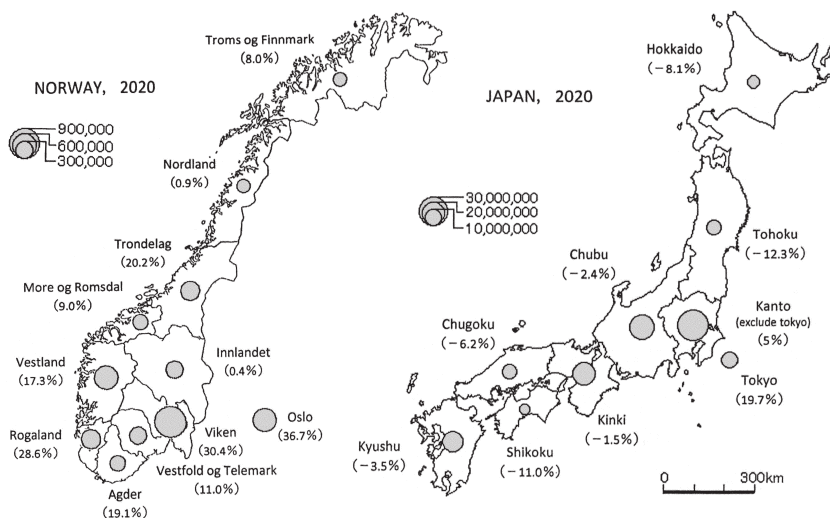 NORWAY, 2020
900,000
600,000
300,000
Troms og Finnmark
(8.0%)
Nordland
(0.9%)
Trondelag
(20.2%)
More og Romsdal
(9.0%)
Innlandet
(0.4%)
Vestland
(17.3%)
Oslo
(36.7%)
Rogaland
(28.6%)
Viken
(30.4%)
Vestfold og Telemark
(11.0%)
Agder
(19.1%)
JAPAN, 2020
30,000,000
20,000,000
10,000,000
Hokkaido
(−8.1%)
Tohoku
(−12.3%)
Chubu
(−2.4%)
Kanto
(exclude tokyo)
(5%)
Chugoku
(−6.2%)
Tokyo
(19.7%)
Kinki
(−1.5%)
Shikoku
(−11.0%)
Kyushu
(−3.5%)
0 300km